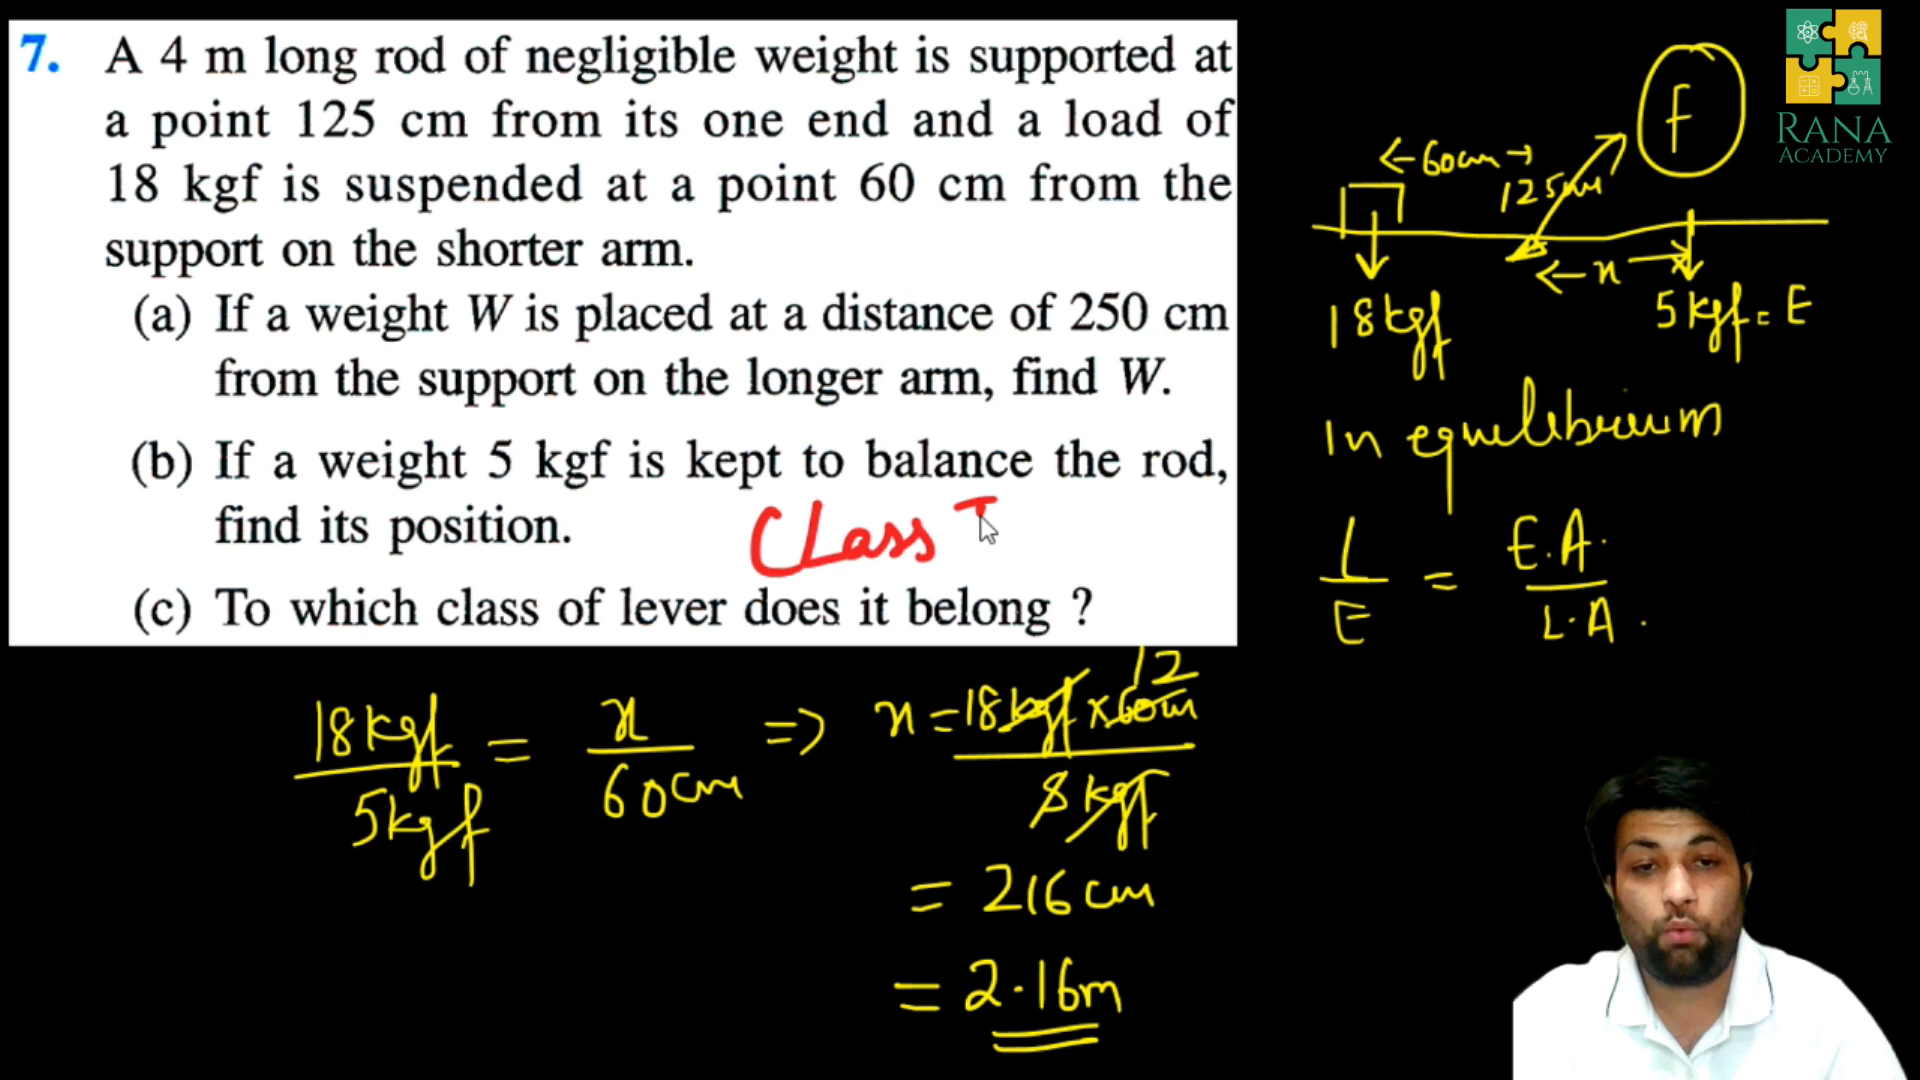 7. A 4 m long rod of negligible weight is supported at
a point 125 cm from its one end and a load of
18 kgf is suspended at a point 60 cm from the
support on the shorter arm.
(a) If a weight W is placed at a distance of 250 cm
from the support on the longer arm, find W.
(b) If a weight 5 kgf is kept to balance the rod,
find its position.
Class I
(c) To which class of lever does it belong ?
F
RANA
ACADEMY
←60cm→
125cm
←x→
18kgf
5kgf = E
In equilibrium
L/E = E.A./L.A.
18kgf/5kgf = x/60cm => x = 18kgf x 60cm/5kgf
12
= 216 cm
= 2.16m